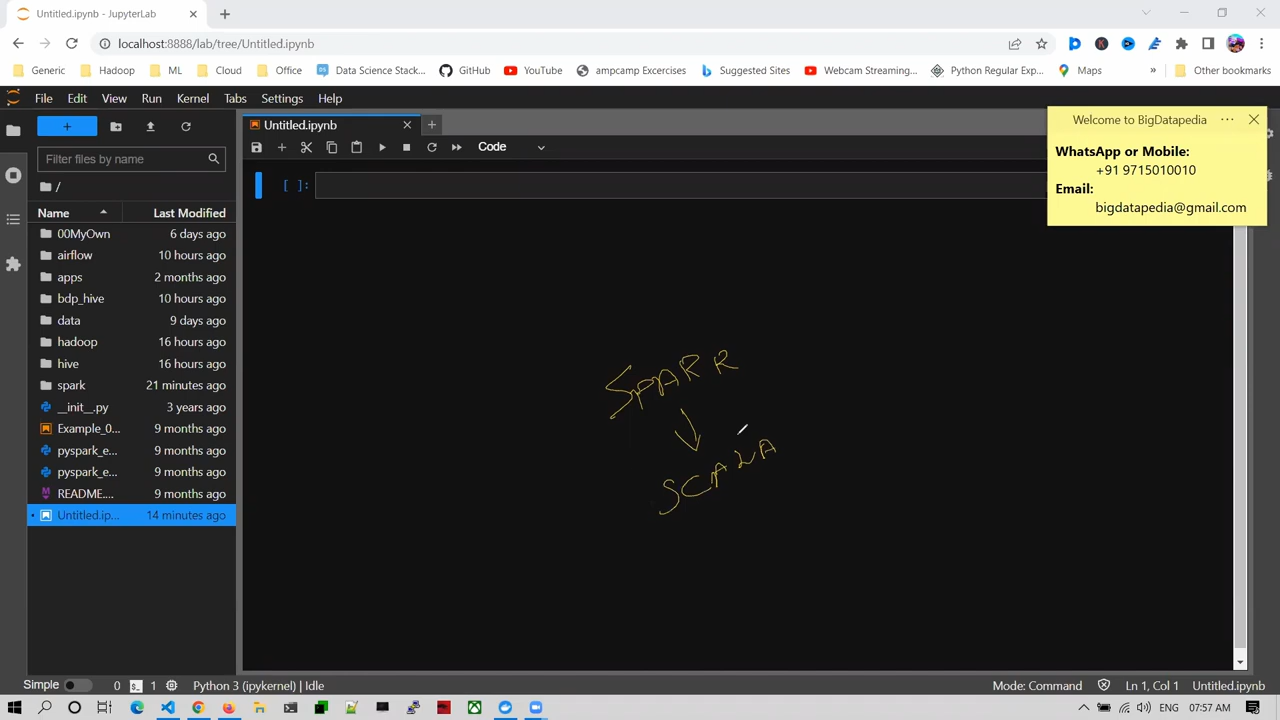 Untitled.ipynb - JupyterLab
localhost:8888/lab/tree/Untitled.ipynb
Generic Hadoop ML Cloud Office Data Science Stack... GitHub YouTube ampcamp Excercises Suggested Sites Webcam Streaming... Python Regular Exp... Maps » Other bookmarks
File Edit View Run Kernel Tabs Settings Help
Untitled.ipynb
Code
Filter files by name
/
Name Last Modified
00MyOwn 6 days ago
airflow 10 hours ago
apps 2 months ago
bdp_hive 10 hours ago
data 9 days ago
hadoop 16 hours ago
hive 16 hours ago
spark 21 minutes ago
__init__.py 3 years ago
Example_0... 9 months ago
pyspark_e... 9 months ago
pyspark_e... 9 months ago
README.... 9 months ago
Untitled.ip... 14 minutes ago
[ ]:
Welcome to BigDatapedia
WhatsApp or Mobile:
+91 9715010010
Email:
bigdatapedia@gmail.com
SPARK
SCALA
Simple 0 1 Python 3 (ipykernel) | Idle Mode: Command Ln 1, Col 1 Untitled.ipynb
ENG 07:57 AM